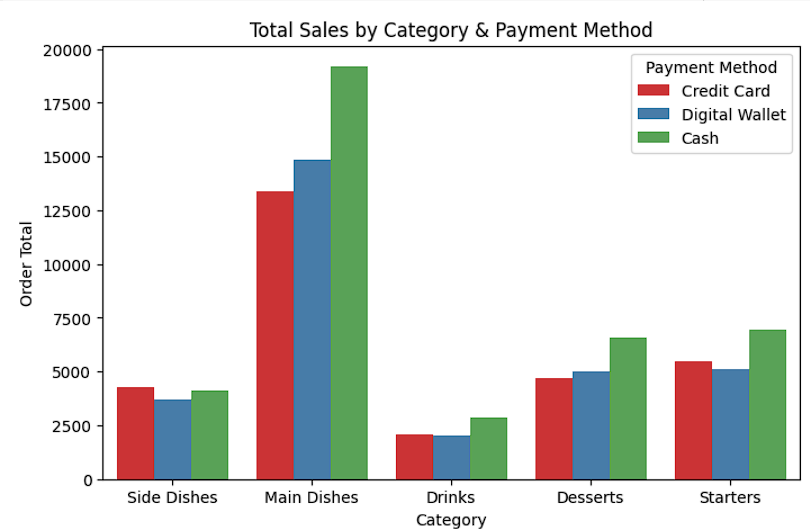 Total Sales by Category & Payment Method
Payment Method
Credit Card
Digital Wallet
Cash
Order Total
20000
17500
15000
12500
10000
7500
5000
2500
0
Side Dishes Main Dishes Drinks Desserts Starters
Category